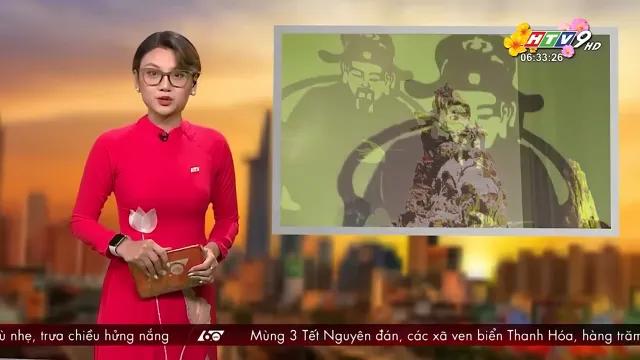 HTV9 HD
06:33:26
ù nhẹ, trưa chiều hửng nắng 60 Mùng 3 Tết Nguyên đán, các xã ven biển Thanh Hóa, hàng trăm